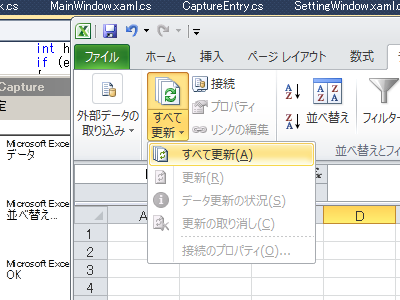 MainWindow.xaml.cs
CaptureEntry.cs
SettingWindow.xaml.cs
int h
if (e
Capture
Microsoft Exce
データ
Microsoft Exce
並べ替え...
Microsoft Exce
OK
ファイル
ホーム
挿入
ページ レイアウト
数式
外部データの
取り込み
すべて
更新
接続
プロパティ
リンクの編集
並べ替え
フィルター
並べ替えとフィ
すべて更新(A)
更新(R)
データ更新の状況(S)
更新の取り消し(C)
接続のプロパティ(O)...
A
D
1
2
3
4